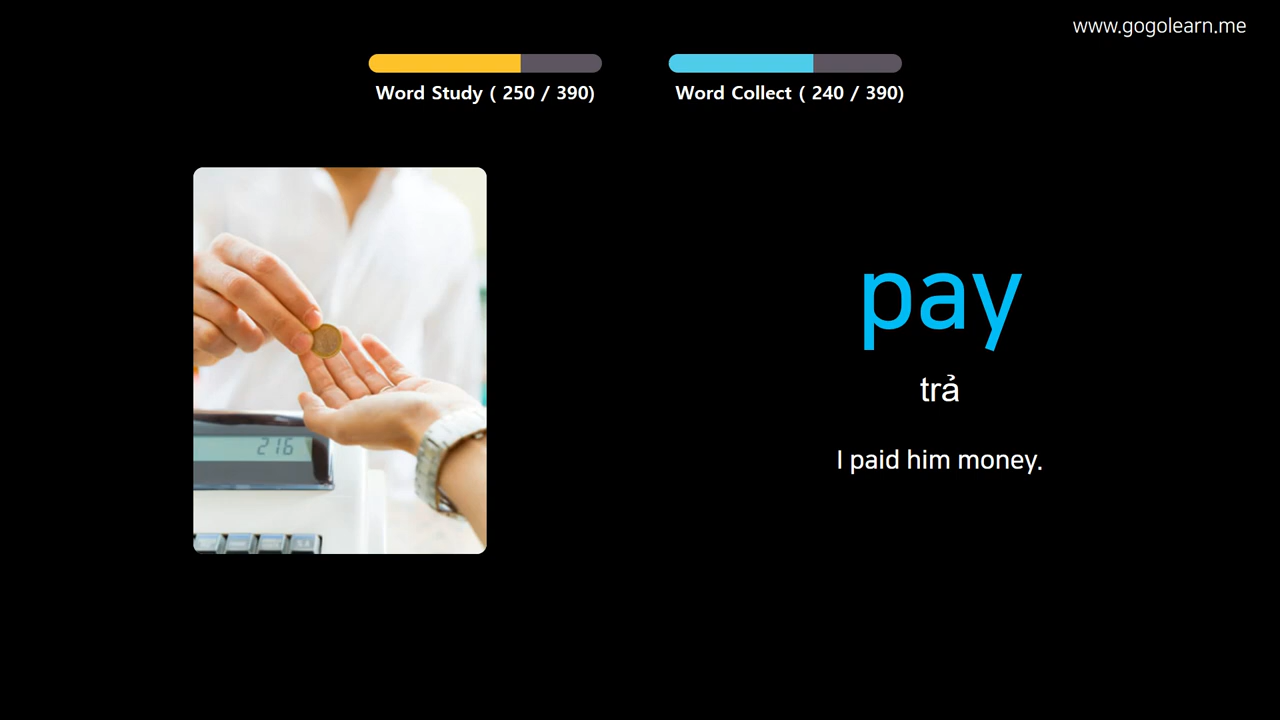 www.gogolearn.me
Word Study ( 250 / 390)
Word Collect ( 240 / 390)
216
pay
trả
I paid him money.